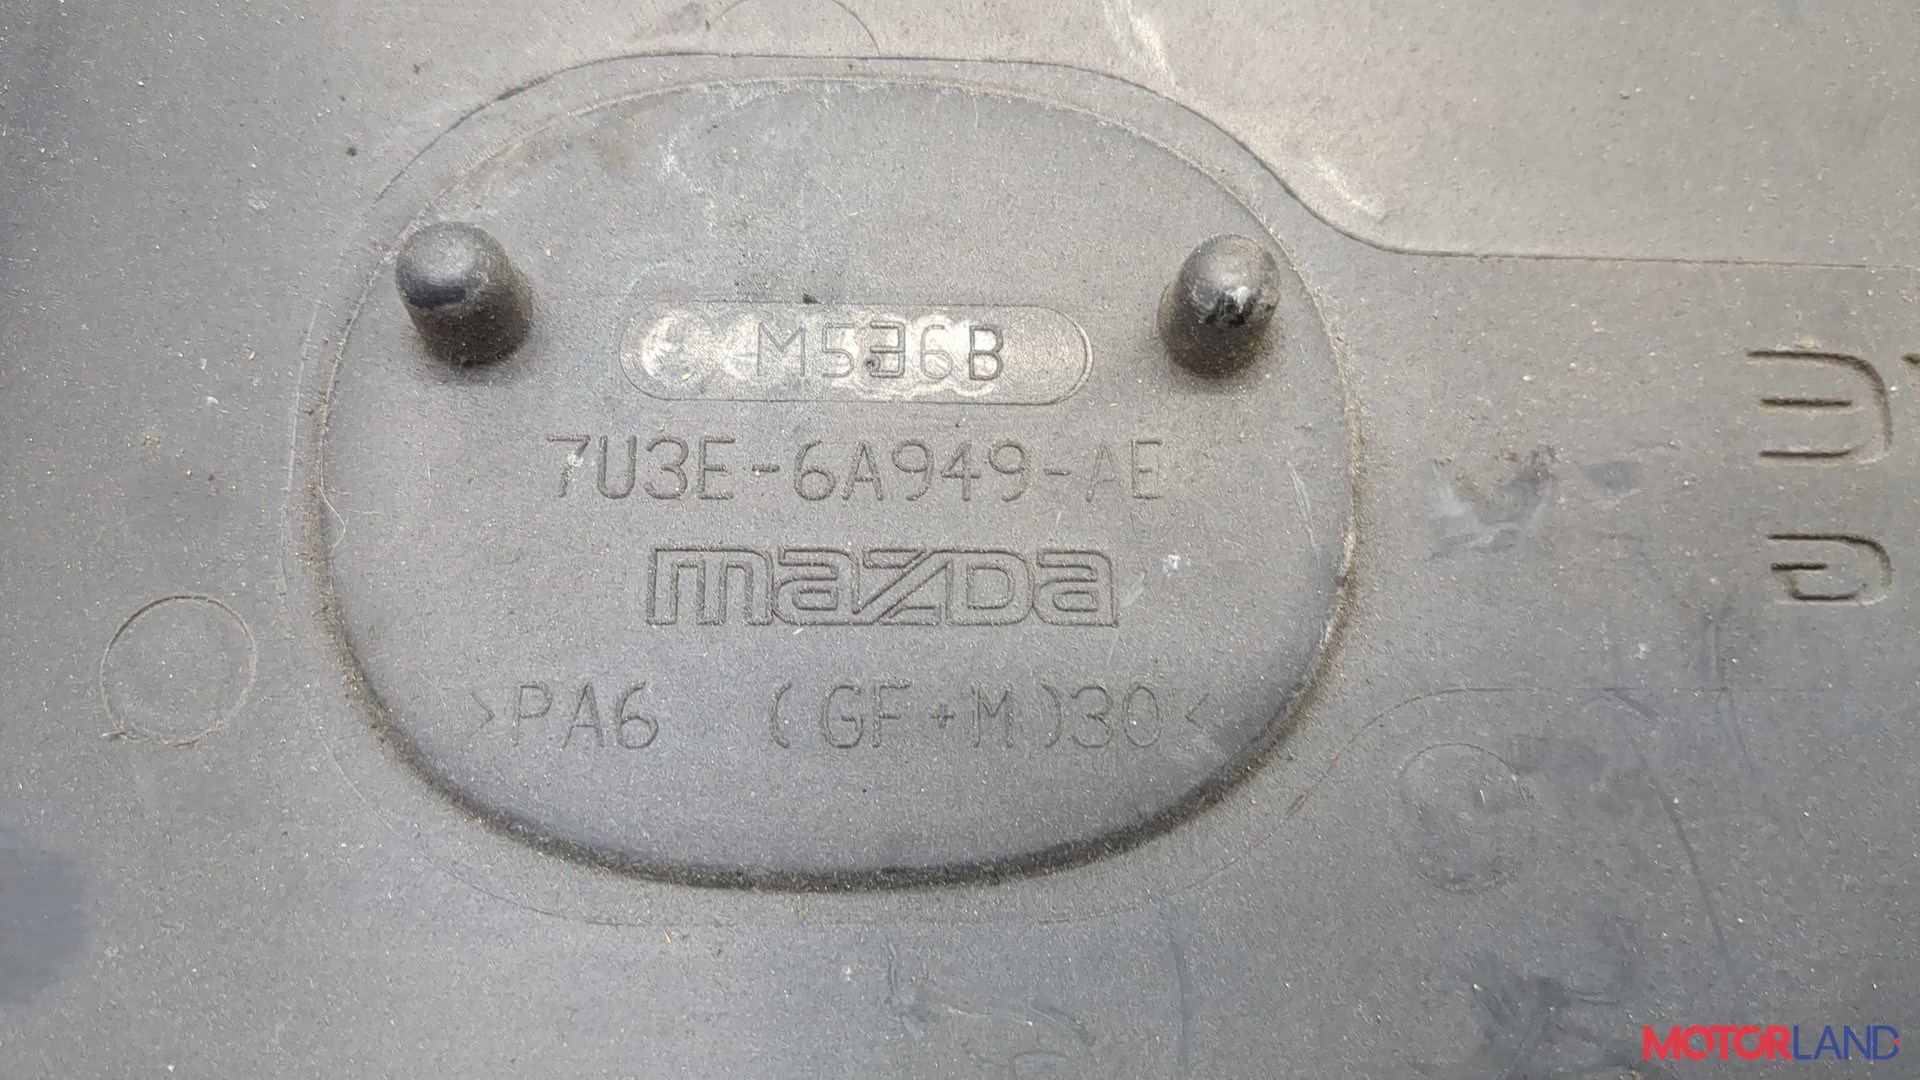 M536B
7U3E-6A949-AE
mazda
>PA6 (GF+M)30<
MOTORLAND